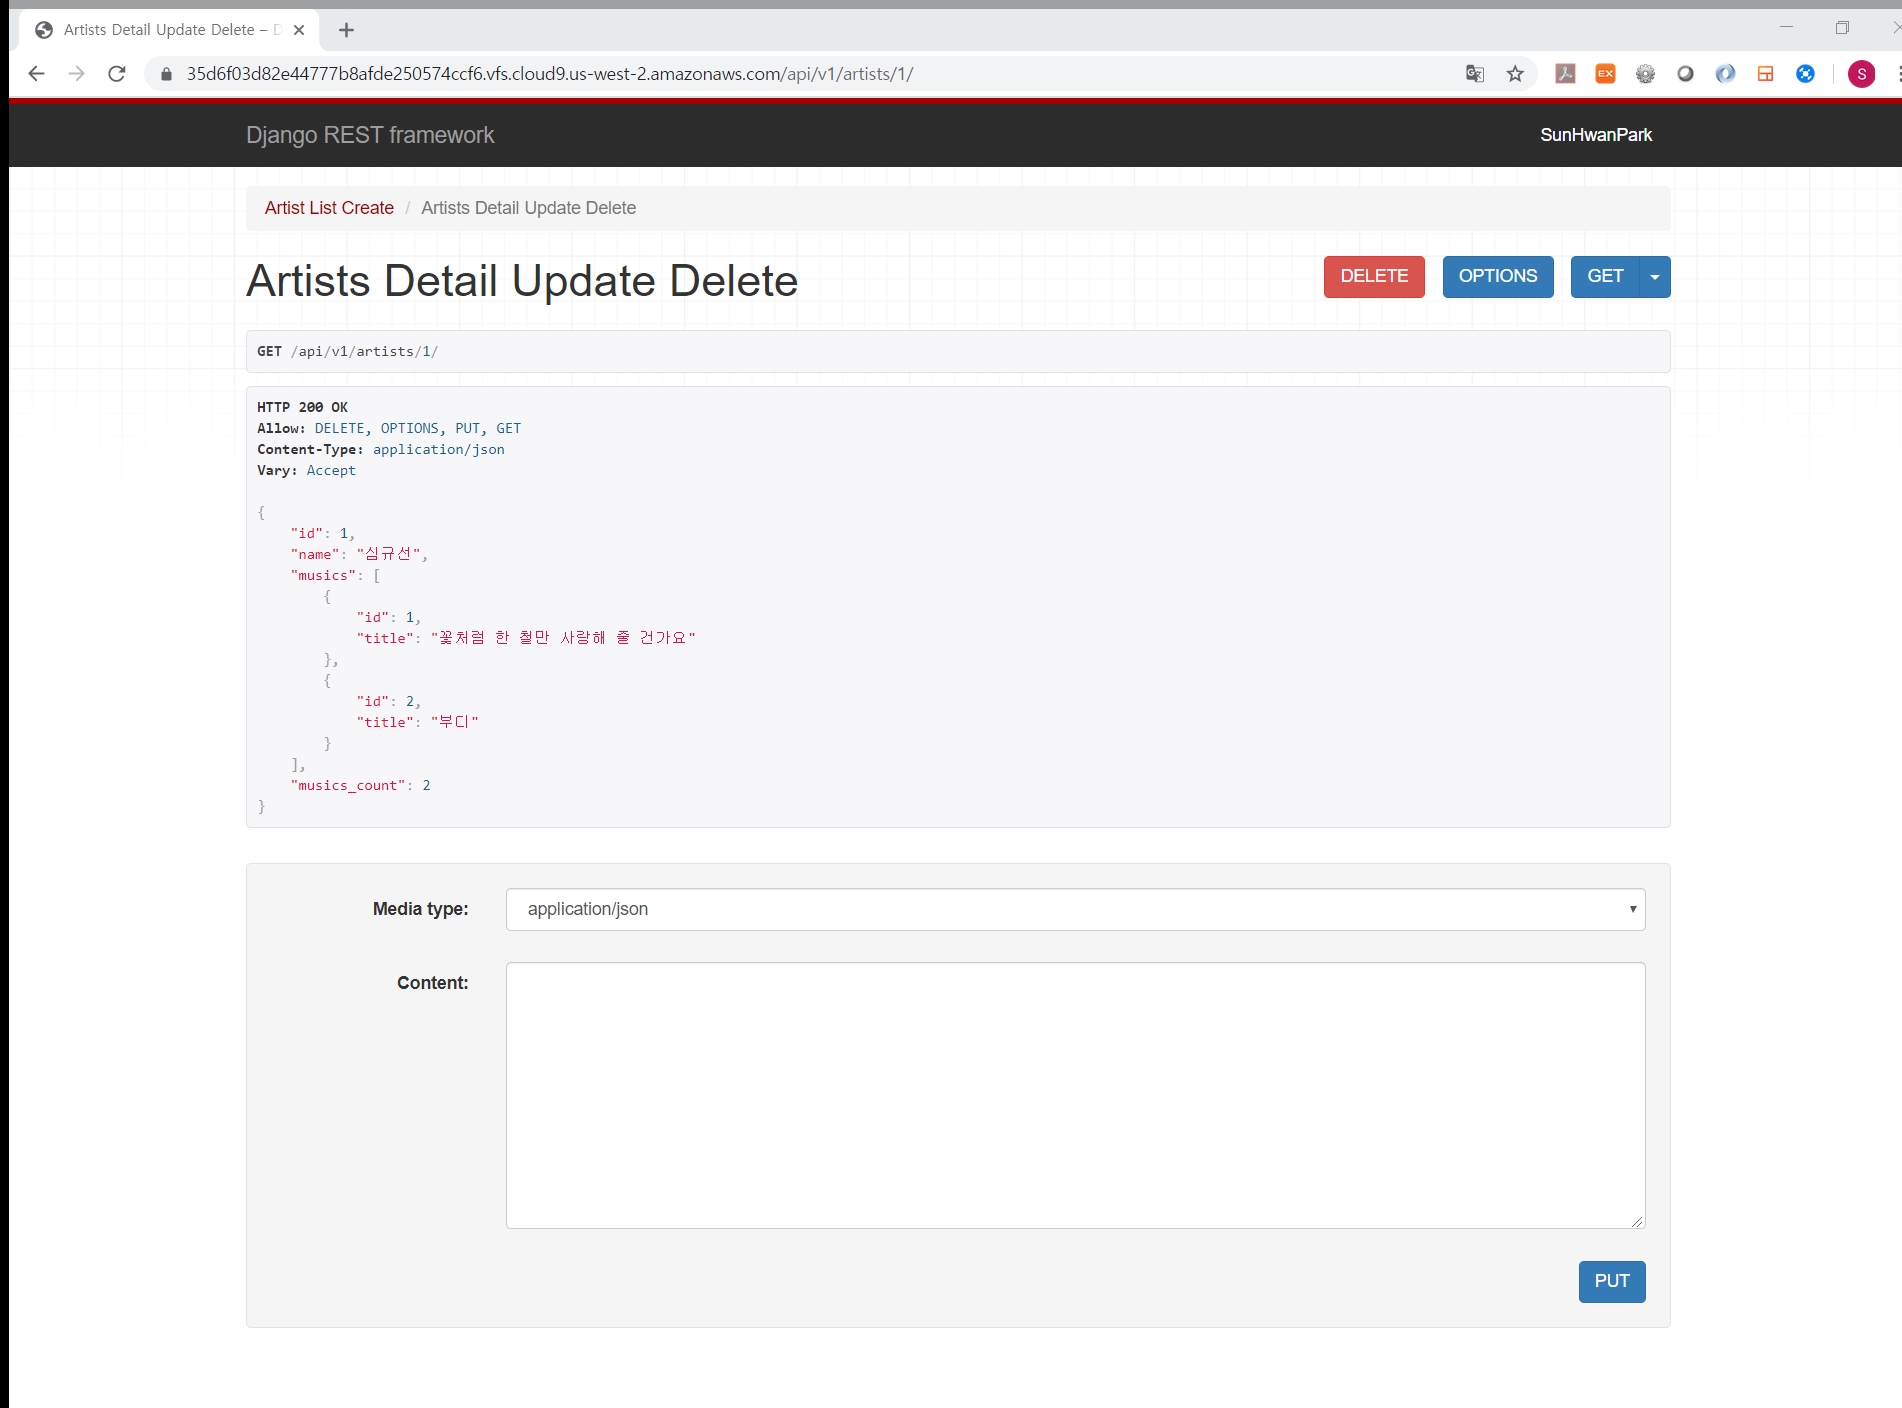 Artists Detail Update Delete –
35d6f03d82e44777b8afde250574ccf6.vfs.cloud9.us-west-2.amazonaws.com/api/v1/artists/1/
EX
S
Django REST framework
SunHwanPark
Artist List Create / Artists Detail Update Delete
Artists Detail Update Delete
DELETE
OPTIONS
GET
GET /api/v1/artists/1/
HTTP 200 OK
Allow: DELETE, OPTIONS, PUT, GET
Content-Type: application/json
Vary: Accept
{
"id": 1,
"name": "심규선",
"musics": [
{
"id": 1,
"title": "꽃처럼 한 철만 사랑해 줄 건가요"
},
{
"id": 2,
"title": "부디"
}
],
"musics_count": 2
}
Media type:
application/json
Content:
PUT